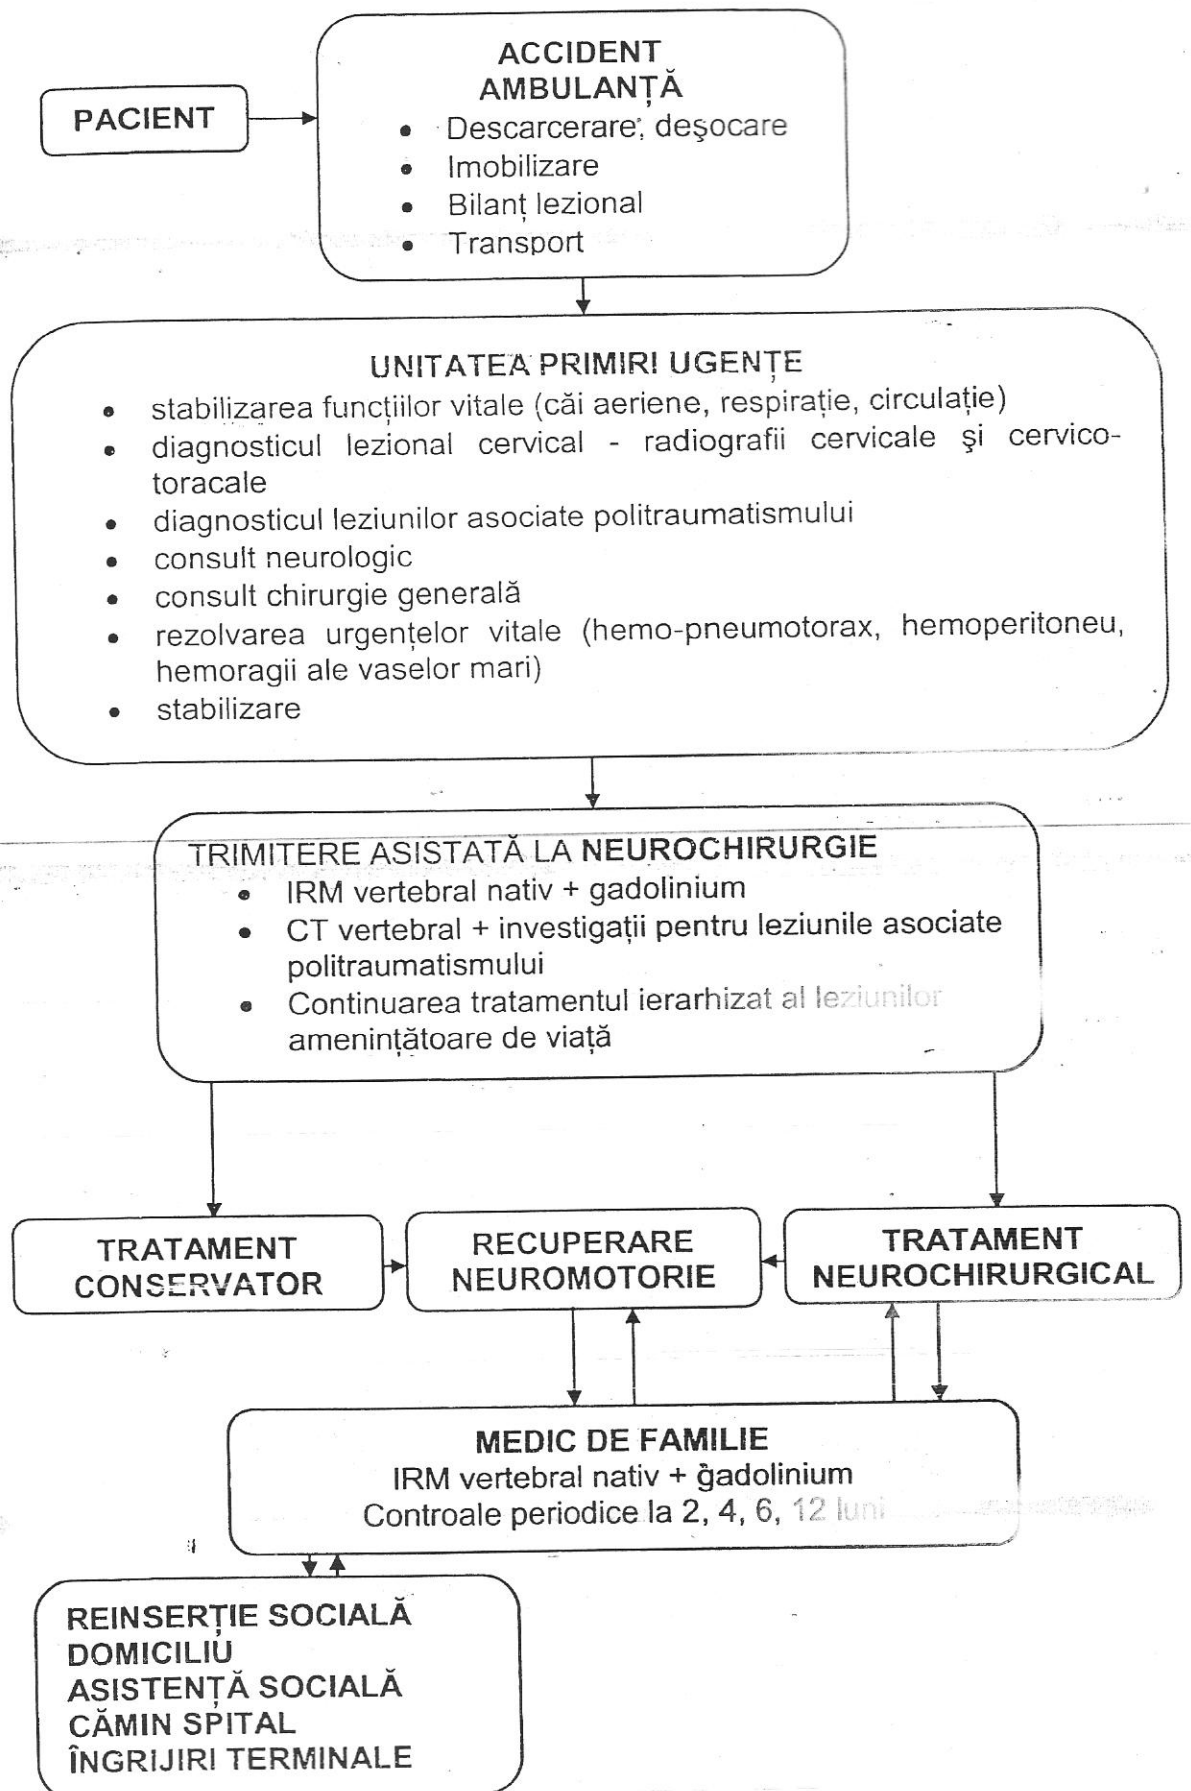 PACIENT
ACCIDENT
AMBULANȚĂ
• Descarcerare, deșocare
• Imobilizare
• Bilanț lezional
• Transport
UNITATEA PRIMIRI UGENȚE
• stabilizarea funcțiilor vitale (căi aeriene, respirație, circulație)
• diagnosticul lezional cervical - radiografii cervicale și cervico-
toracale
• diagnosticul leziunilor asociate politraumatismului
• consult neurologic
• consult chirurgie generală
• rezolvarea urgențelor vitale (hemo-pneumotorax, hemoperitoneu,
hemoragii ale vaselor mari)
• stabilizare
TRIMITERE ASISTATĂ LA NEUROCHIRURGIE
• IRM vertebral nativ + gadolinium
• CT vertebral + investigații pentru leziunile asociate
politraumatismului
• Continuarea tratamentul ierarhizat al leziunilor
amenințătoare de viață
TRATAMENT
CONSERVATOR
RECUPERARE
NEUROMOTORIE
TRATAMENT
NEUROCHIRURGICAL
MEDIC DE FAMILIE
IRM vertebral nativ + gadolinium
Controale periodice la 2, 4, 6, 12 luni
REINSERȚIE SOCIALĂ
DOMICILIU
ASISTENȚĂ SOCIALĂ
CĂMIN SPITAL
ÎNGRIJIRI TERMINALE